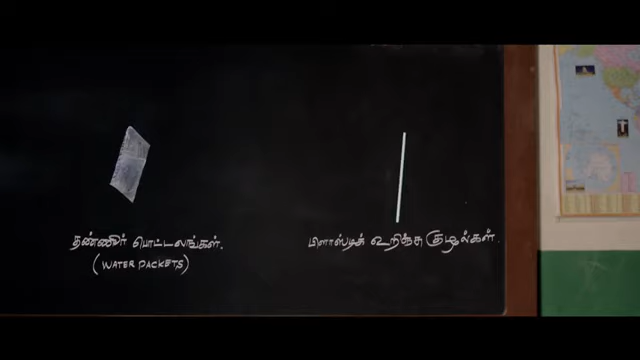 தண்ணீர் பொட்டலங்கள்.
(WATER PACKETS)
பிளாஸ்டிக் உறிஞ்சு குழல்கள்.